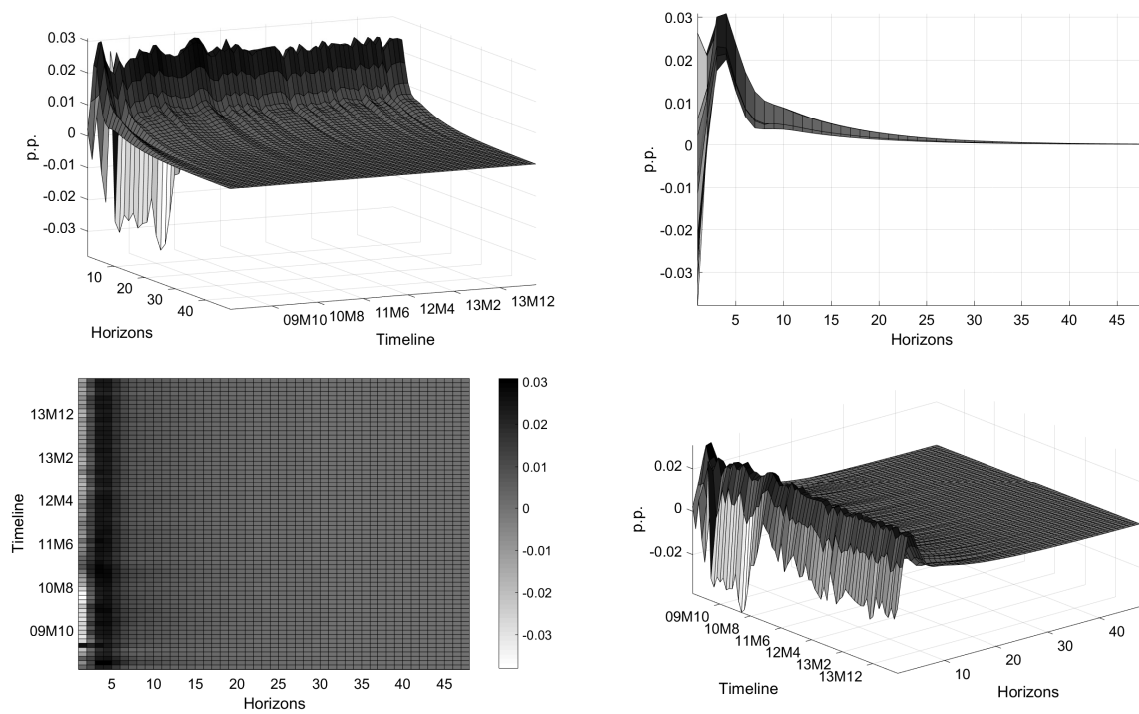 0.03
0.02
0.01
0
-0.01
-0.02
-0.03
p.p.
10
20
30
40
Horizons
09M10 10M8 11M6 12M4 13M2 13M12
Timeline
0.03
0.02
0.01
0
-0.01
-0.02
-0.03
p.p.
5 10 15 20 25 30 35 40 45
Horizons
13M12
13M2
12M4
11M6
10M8
09M10
Timeline
5 10 15 20 25 30 35 40 45
Horizons
0.03
0.02
0.01
0
-0.01
-0.02
-0.03
0.02
0
-0.02
p.p.
09M10
10M8
11M6
12M4
13M2
13M12
Timeline
10
20
30
40
Horizons